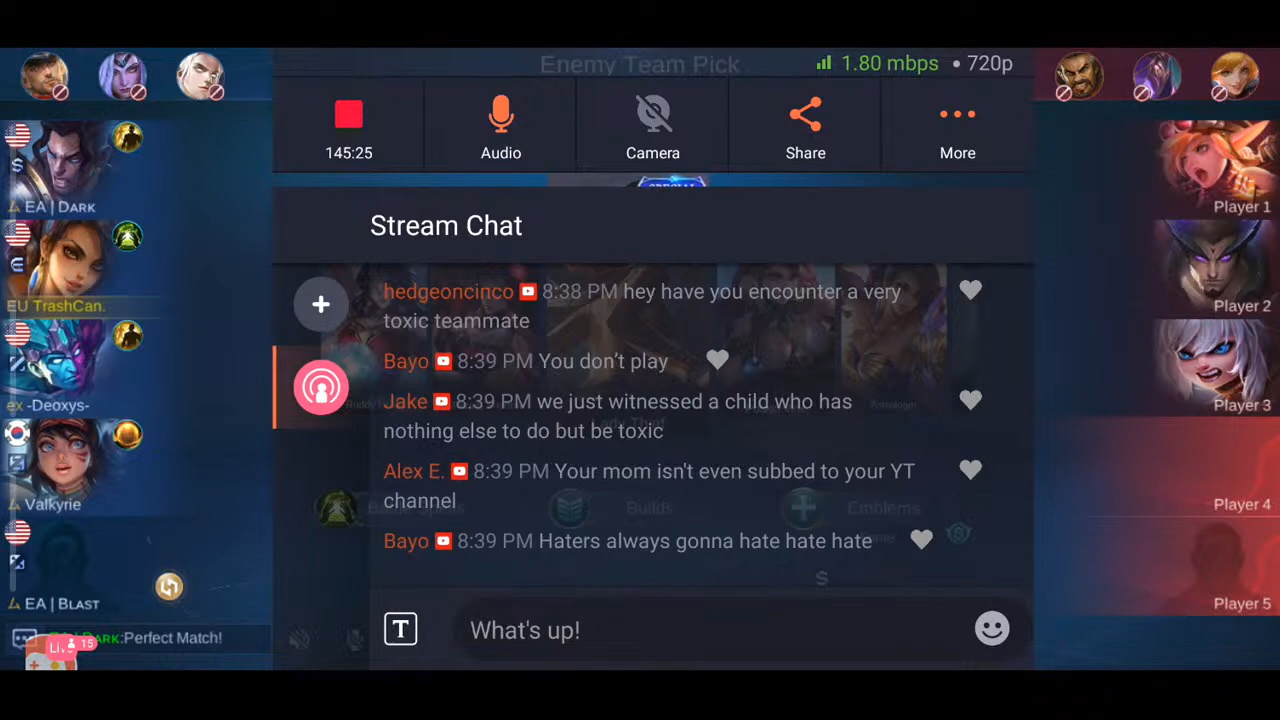 Enemy Team Pick
1.80 mbps • 720p
145:25
Audio
Camera
Share
More
SPECIAL
Stream Chat
hedgeoncinco 8:38 PM hey have you encounter a very
toxic teammate
Bayo 8:39 PM You don't play
Jake 8:39 PM we just witnessed a child who has
nothing else to do but be toxic
Alex E. 8:39 PM Your mom isn't even subbed to your YT
channel
Bayo 8:39 PM Haters always gonna hate hate hate
Builds
Emblems
T
What's up!
EA | DARK
EU TrashCan.
ex -Deoxys-
Valkyrie
EA | BLAST
DARK:Perfect Match!
15
Player 1
Player 2
Player 3
Player 4
Player 5